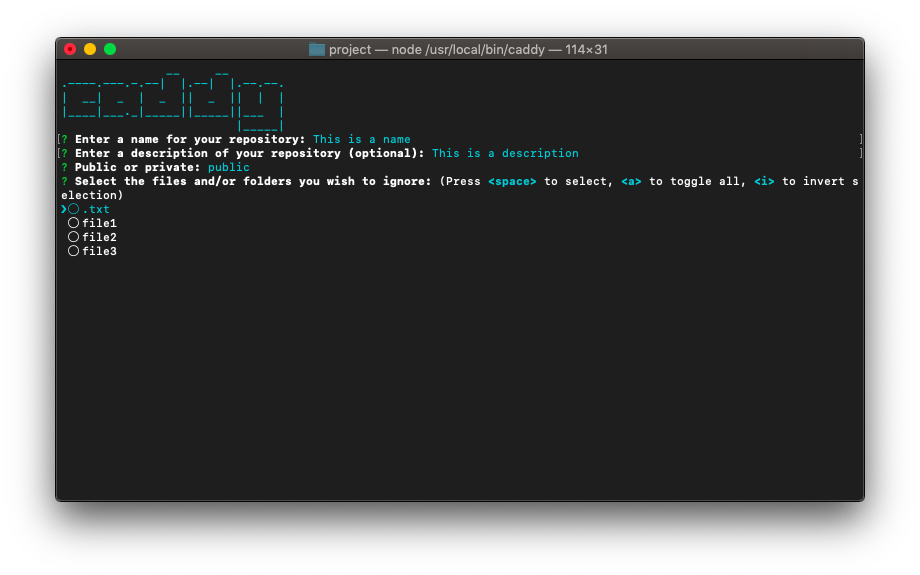 project — node /usr/local/bin/caddy — 114×31
caddy
[? Enter a name for your repository: This is a name ]
[? Enter a description of your repository (optional): This is a description ]
? Public or private: public
? Select the files and/or folders you wish to ignore: (Press <space> to select, <a> to toggle all, <i> to invert s
election)
❯◯ .txt
◯ file1
◯ file2
◯ file3